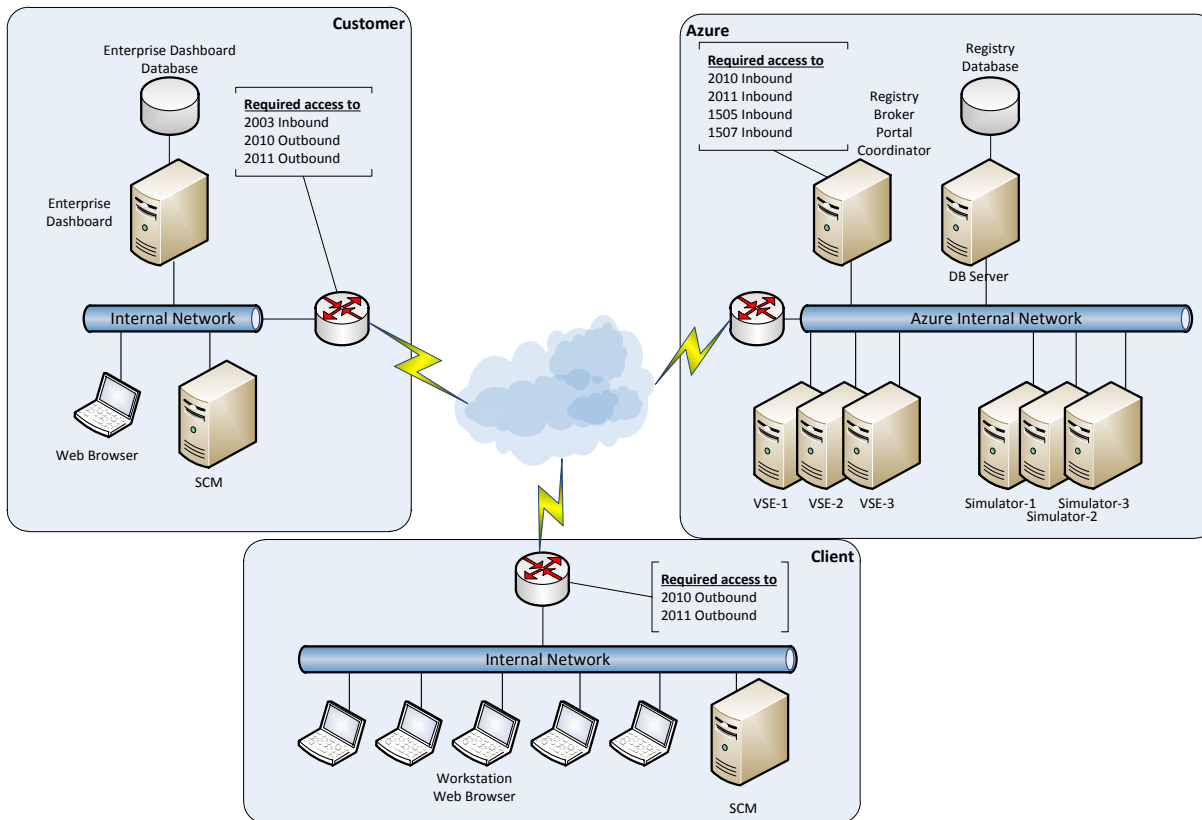 Customer
Enterprise Dashboard
Database
Required access to
2003 Inbound
2010 Outbound
2011 Outbound
Enterprise
Dashboard
Internal Network
Web Browser
SCM
Azure
Required access to
2010 Inbound
2011 Inbound
1505 Inbound
1507 Inbound
Registry
Broker
Portal
Coordinator
Registry
Database
DB Server
Azure Internal Network
VSE-1
VSE-2
VSE-3
Simulator-1
Simulator-3
Simulator-2
Client
Required access to
2010 Outbound
2011 Outbound
Internal Network
Workstation
Web Browser
SCM